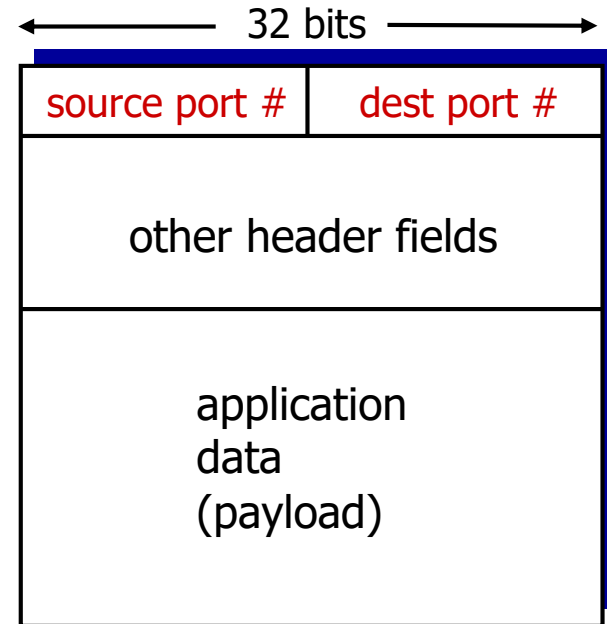 32 bits
source port # dest port #
other header fields
application
data
(payload)